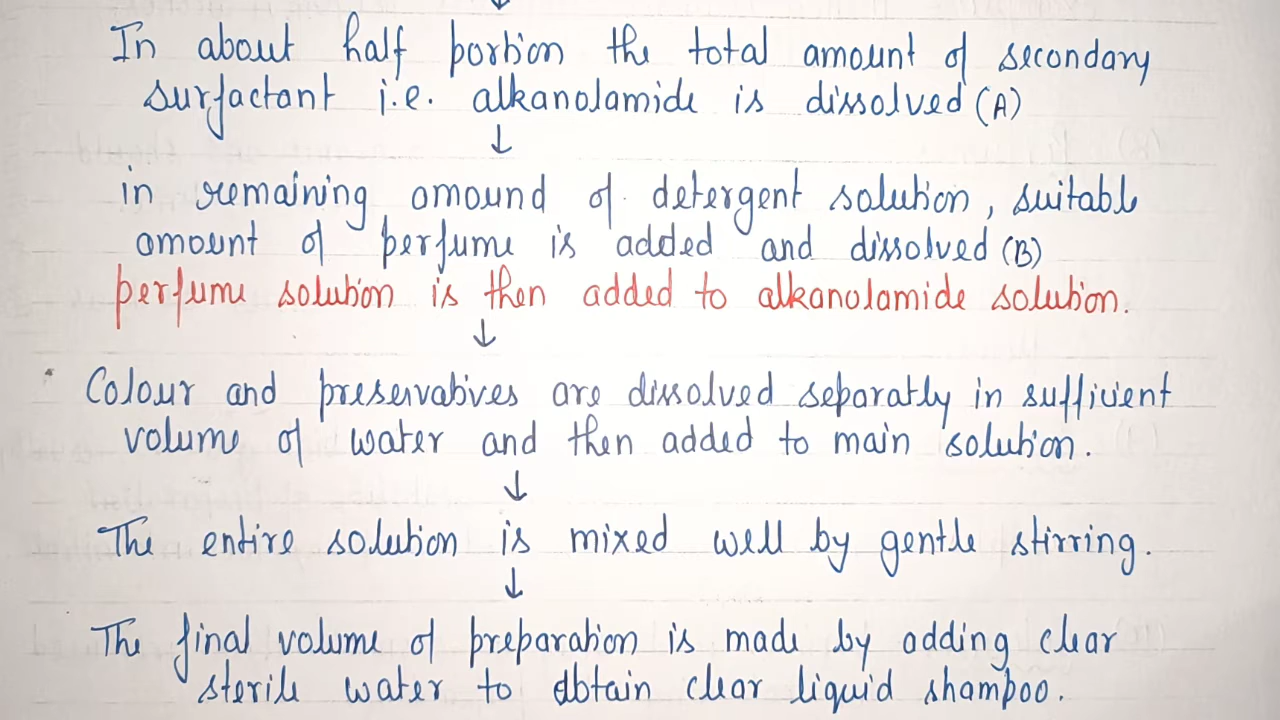 In about half portion the total amount of secondary
surfactant i.e. alkanolamide is dissolved (A)
↓
in remaining amound of detergent solution, suitable
amount of perfume is added and dissolved (B)
perfume solution is then added to alkanolamide solution.
↓
Colour and preservatives are dissolved separatly in sufficient
volume of water and then added to main solution.
↓
The entire solution is mixed well by gentle stirring.
↓
The final volume of preparation is made by adding clear
sterile water to obtain clear liquid shampoo.